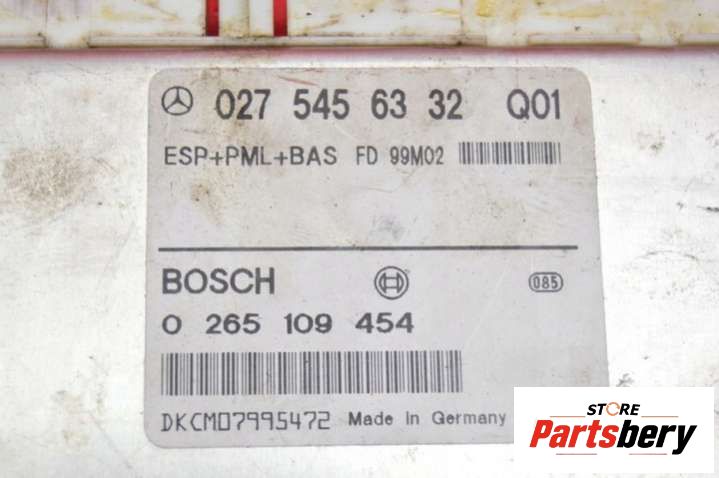 027 545 63 32 Q01
ESP+PML+BAS FD 99M02
BOSCH 085
0 265 109 454
DKCM07995472 Made in Germany
STORE
Partsbery